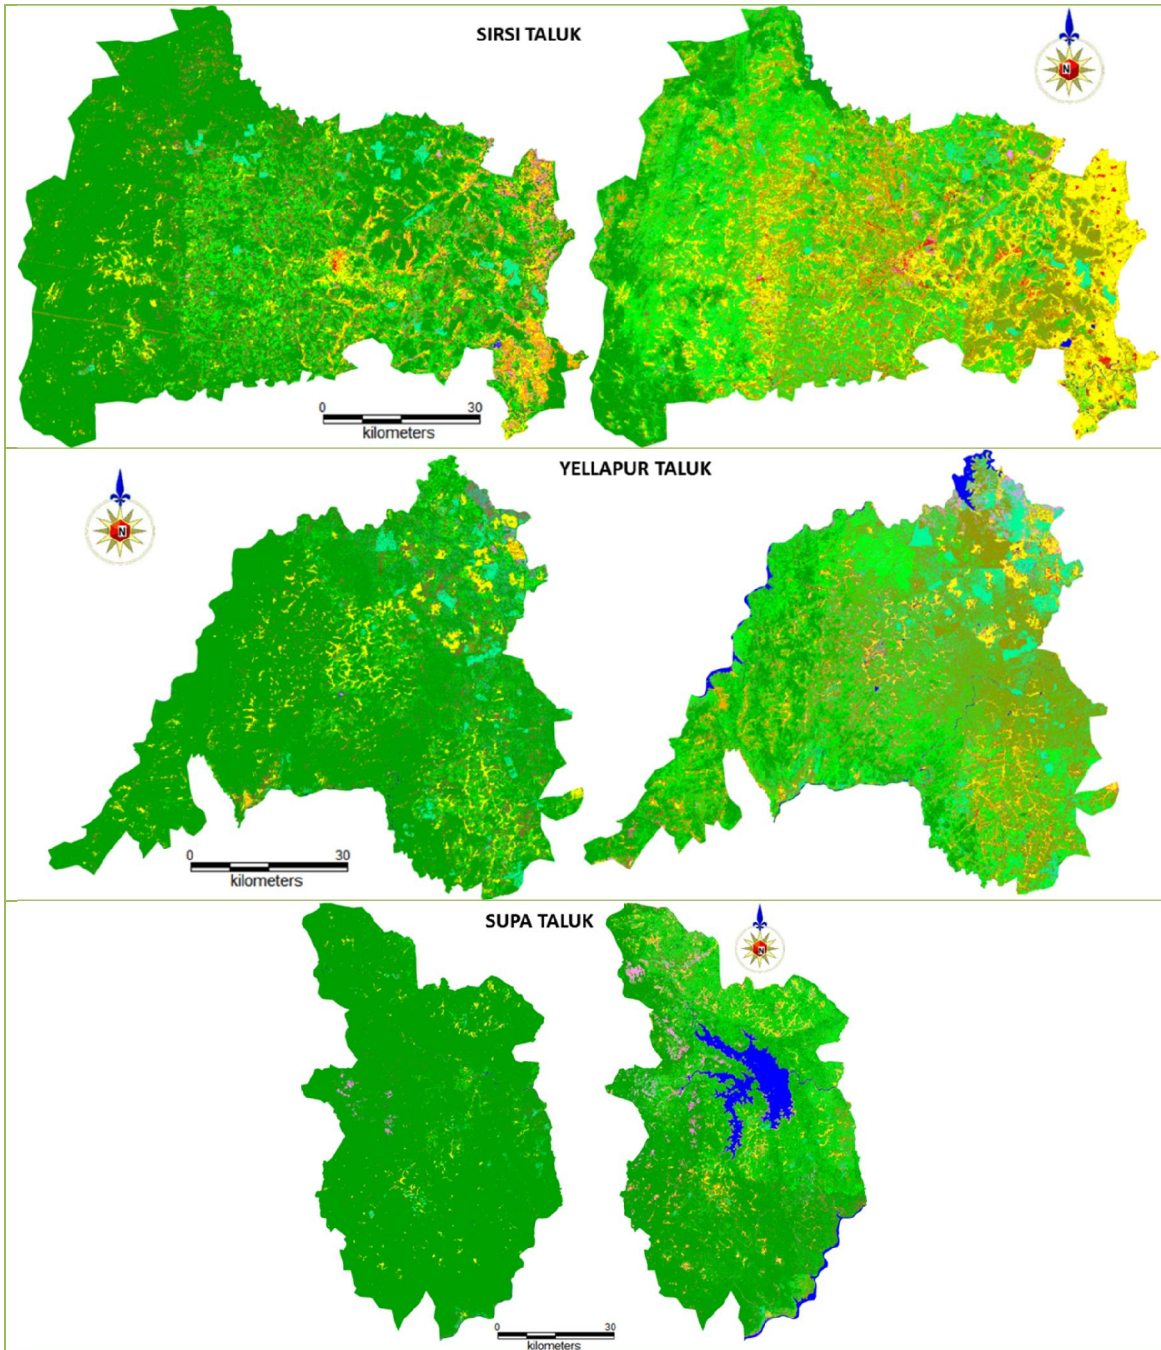 SIRSI TALUK
N
0 30
kilometers
YELLAPUR TALUK
N
0 30
kilometers
SUPA TALUK
N
0 30
kilometers